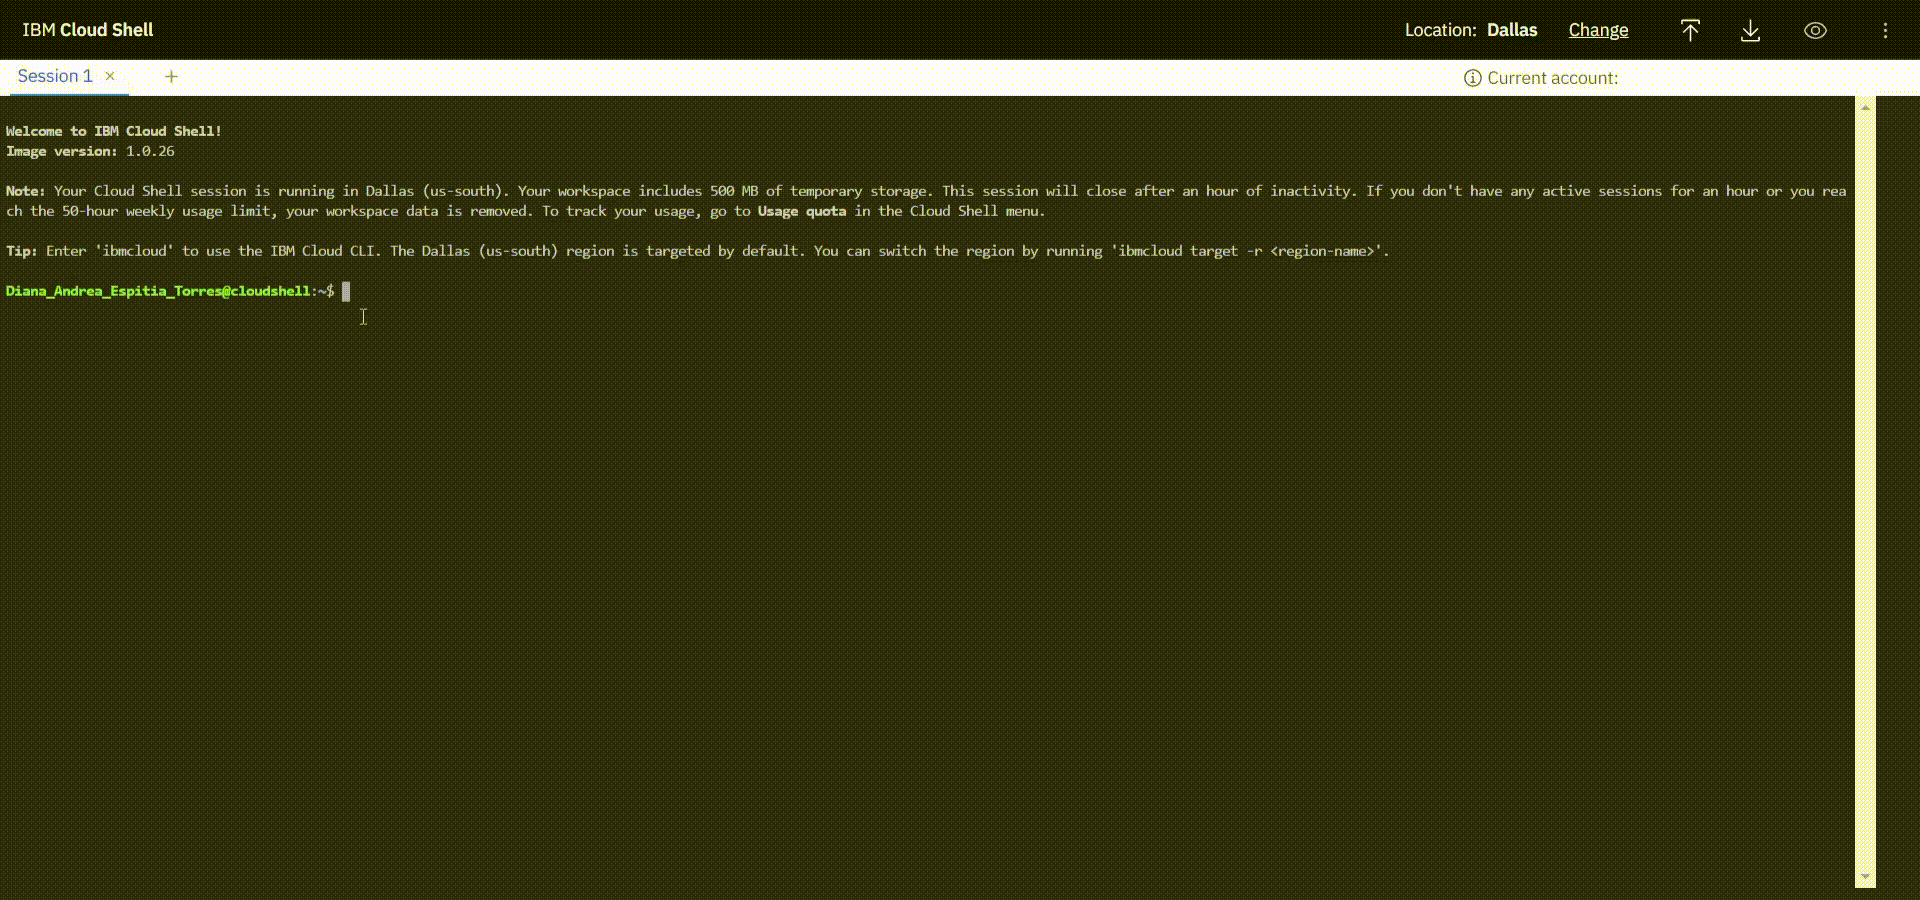 IBM Cloud Shell
Location: Dallas Change
Session 1 × +
Current account:
Welcome to IBM Cloud Shell!
Image version: 1.0.26
Note: Your Cloud Shell session is running in Dallas (us-south). Your workspace includes 500 MB of temporary storage. This session will close after an hour of inactivity. If you don't have any active sessions for an hour or you rea
ch the 50-hour weekly usage limit, your workspace data is removed. To track your usage, go to Usage quota in the Cloud Shell menu.
Tip: Enter 'ibmcloud' to use the IBM Cloud CLI. The Dallas (us-south) region is targeted by default. You can switch the region by running 'ibmcloud target -r <region-name>'.
Diana_Andrea_Espitia_Torres@cloudshell:~$